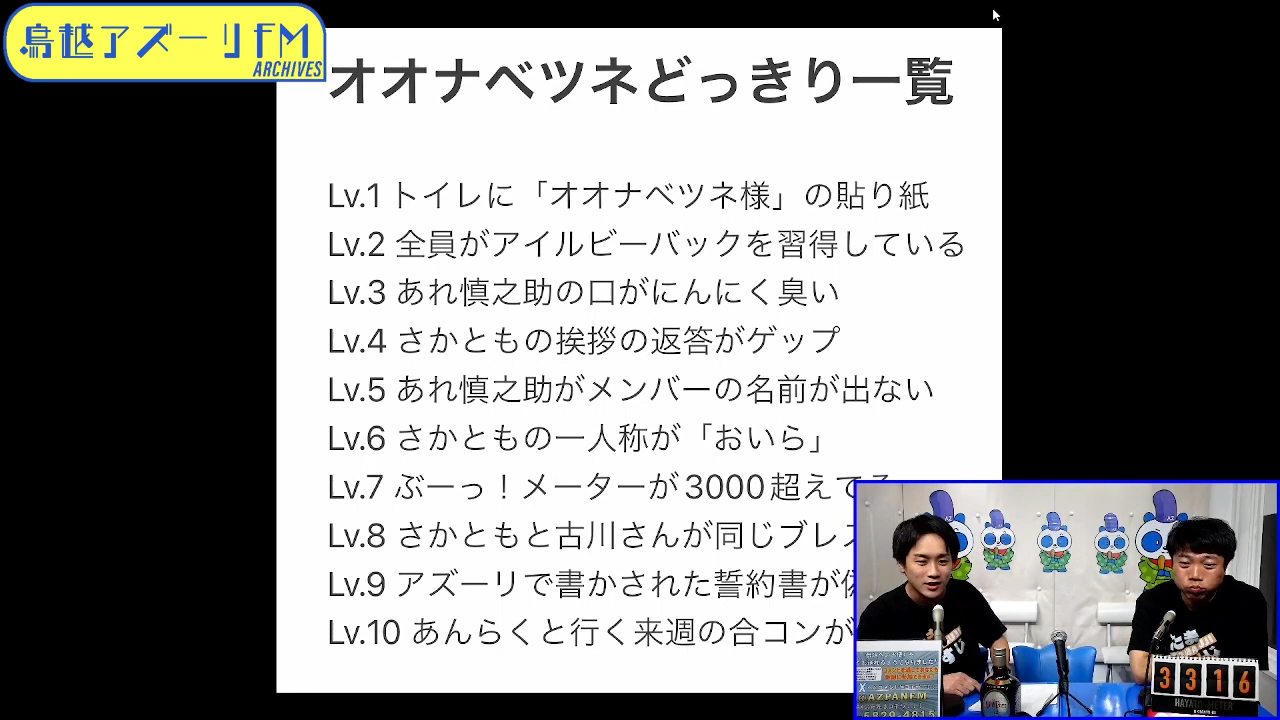 鳥越アズーリFM
ARCHIVES
オオナベツネどっきり一覧
Lv.1 トイレに「オオナベツネ様」の貼り紙
Lv.2 全員がアイルビーバックを習得している
Lv.3 あれ慎之助の口がにんにく臭い
Lv.4 さかともの挨拶の返答がゲップ
Lv.5 あれ慎之助がメンバーの名前が出ない
Lv.6 さかともの一人称が「おいら」
Lv.7 ぶーっ！メーターが3000超えてる
Lv.8 さかともと古川さんが同じブレス
Lv.9 アズーリで書かされた誓約書が
Lv.10 あんらくと行く来週の合コンが
AZ
AZ
X
AZPANFM
5829-4815
3316
HAYATO METER